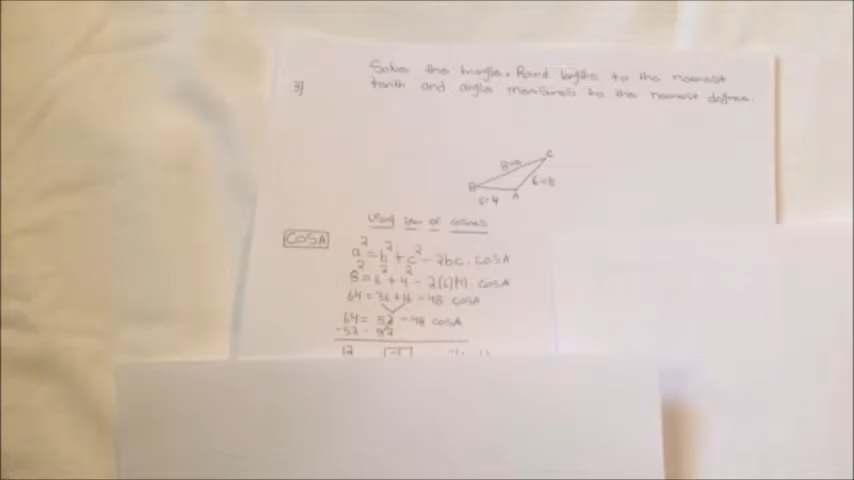 3)
Solve the triangle. Round lengths to the nearest
tenth and angle measures to the nearest degree.
C
8=a
6=b
B
A
c=4
Using law of cosines
COSA
a² = b² + c² - 2bc . COSA
8² = 6² + 4² - 2(6)(4) . COSA
64 = 36 + 16 - 48 COSA
64 = 52 - 48 COSA
-52 - 52
12